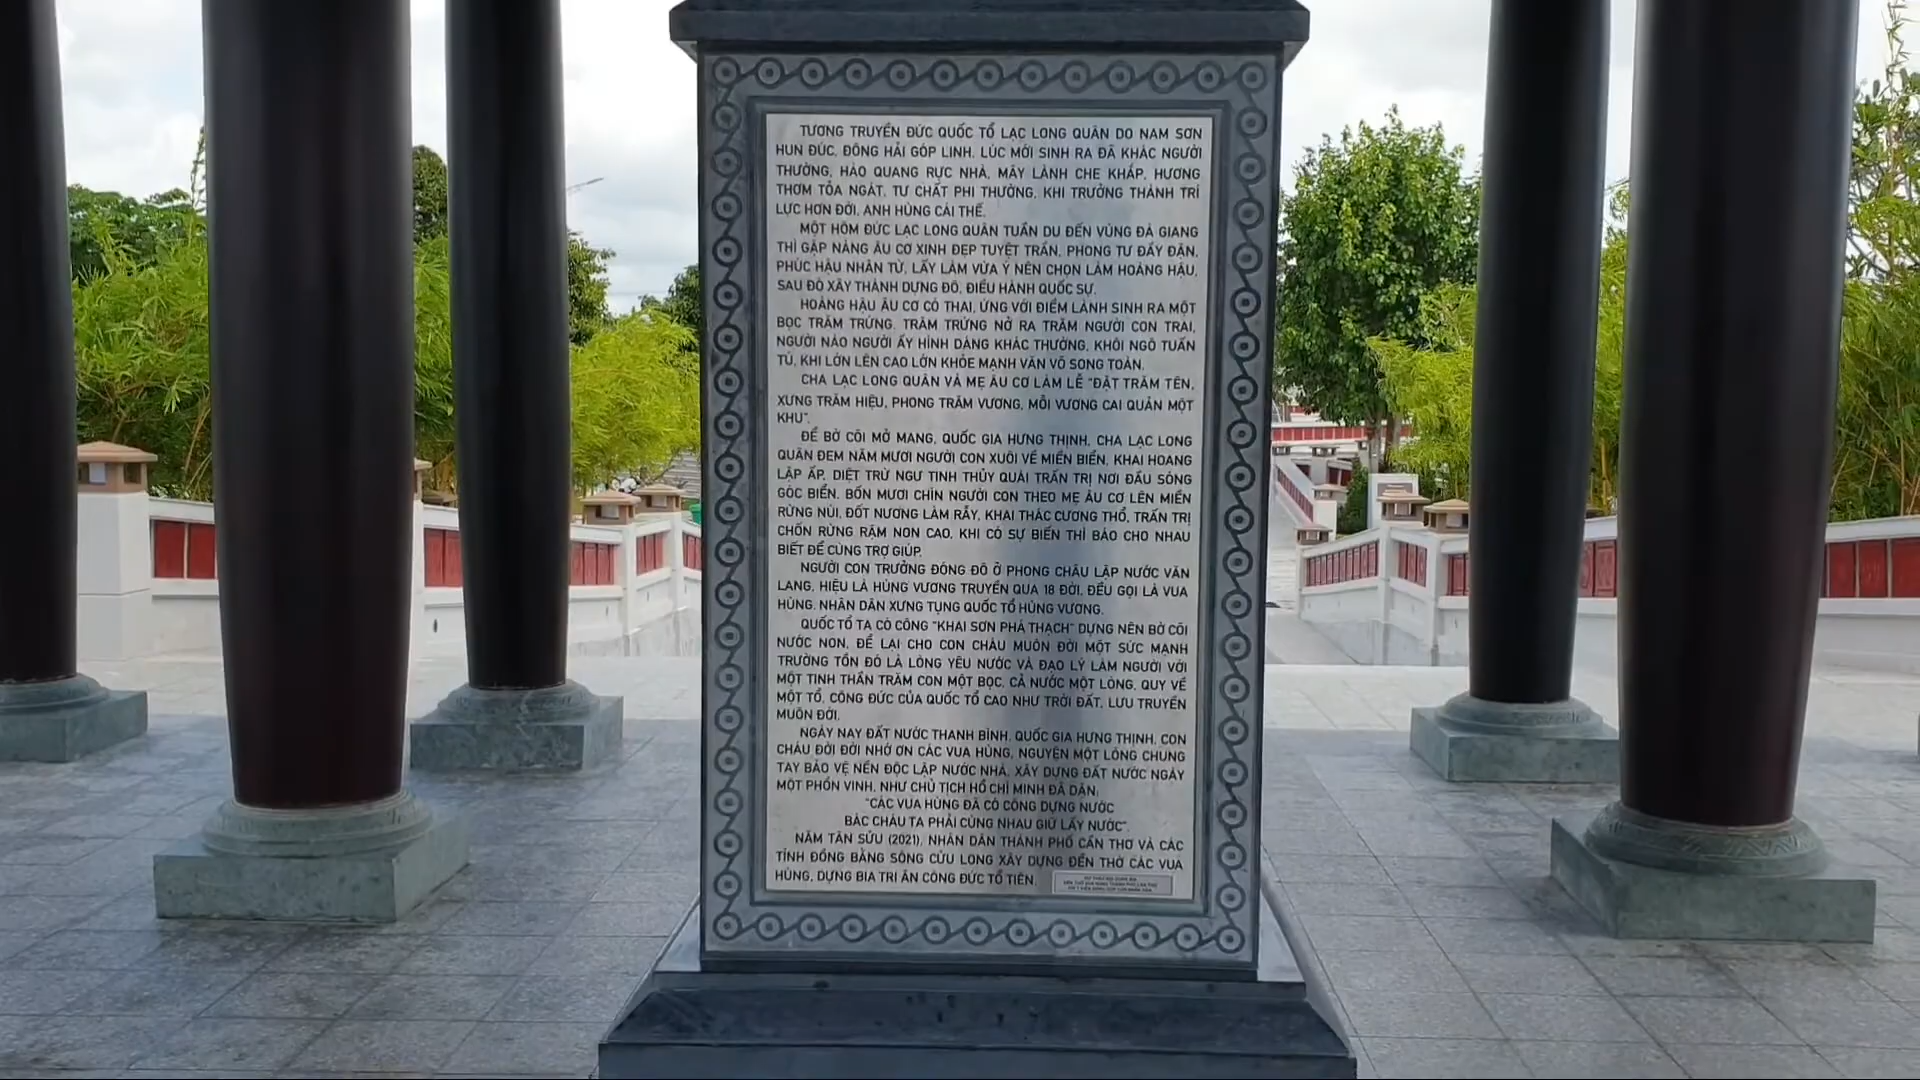 TƯƠNG TRUYỀN ĐỨC QUỐC TỔ LẠC LONG QUÂN DO NAM SƠN
HUN ĐÚC, ĐÔNG HẢI GÓP LINH. LÚC MỚI SINH RA ĐÃ KHÁC NGƯỜI
THƯỜNG, HÀO QUANG RỰC NHÀ, MÂY LÀNH CHE KHẮP, HƯƠNG
THƠM TỎA NGÁT, TƯ CHẤT PHI THƯỜNG, KHI TRƯỞNG THÀNH TRÍ
LỰC HƠN ĐỜI, ANH HÙNG CÁI THẾ.
MỘT HÔM ĐỨC LẠC LONG QUÂN TUẦN DU ĐẾN VÙNG ĐÀ GIANG
THÌ GẶP NÀNG ÂU CƠ XINH ĐẸP TUYỆT TRẦN, PHONG TƯ ĐẦY ĐẶN,
PHÚC HẬU NHÂN TỪ, LẤY LÀM VỪA Ý NÊN CHỌN LÀM HOÀNG HẬU,
SAU ĐÓ XÂY THÀNH DỰNG ĐÔ, ĐIỀU HÀNH QUỐC SỰ.
HOÀNG HẬU ÂU CƠ CÓ THAI, ỨNG VỚI ĐIỀM LÀNH SINH RA MỘT
BỌC TRĂM TRỨNG. TRĂM TRỨNG NỞ RA TRĂM NGƯỜI CON TRAI,
NGƯỜI NÀO NGƯỜI ẤY HÌNH DÁNG KHÁC THƯỜNG, KHÔI NGÔ TUẤN
TÚ, KHI LỚN LÊN CAO LỚN KHỎE MẠNH VĂN VÕ SONG TOÀN.
CHA LẠC LONG QUÂN VÀ MẸ ÂU CƠ LÀM LỄ "ĐẶT TRĂM TÊN,
XƯNG TRĂM HIỆU, PHONG TRĂM VƯƠNG, MỖI VƯƠNG CAI QUẢN MỘT
KHU".
ĐỂ BỜ CÕI MỞ MANG, QUỐC GIA HƯNG THỊNH, CHA LẠC LONG
QUÂN ĐEM NĂM MƯƠI NGƯỜI CON XUÔI VỀ MIỀN BIỂN, KHAI HOANG
LẬP ẤP, DIỆT TRỪ NGƯ TINH THỦY QUÁI TRẤN TRỊ NƠI ĐẦU SÓNG
GÓC BIỂN. BỐN MƯƠI CHÍN NGƯỜI CON THEO MẸ ÂU CƠ LÊN MIỀN
RỪNG NÚI, ĐỐT NƯƠNG LÀM RẪY, KHAI THÁC CƯƠNG THỔ, TRẤN TRỊ
CHỐN RỪNG RẬM NON CAO, KHI CÓ SỰ BIẾN THÌ BÁO CHO NHAU
BIẾT ĐỂ CÙNG TRỢ GIÚP.
NGƯỜI CON TRƯỞNG ĐÓNG ĐÔ Ở PHONG CHÂU LẬP NƯỚC VĂN
LANG, HIỆU LÀ HÙNG VƯƠNG TRUYỀN QUA 18 ĐỜI, ĐỀU GỌI LÀ VUA
HÙNG. NHÂN DÂN XƯNG TỤNG QUỐC TỔ HÙNG VƯƠNG.
QUỐC TỔ TA CÓ CÔNG "KHAI SƠN PHÁ THẠCH" DỰNG NÊN BỜ CÕI
NƯỚC NON, ĐỂ LẠI CHO CON CHÁU MUÔN ĐỜI MỘT SỨC MẠNH
TRƯỜNG TỒN ĐÓ LÀ LÒNG YÊU NƯỚC VÀ ĐẠO LÝ LÀM NGƯỜI VỚI
MỘT TINH THẦN TRĂM CON MỘT BỌC, CẢ NƯỚC MỘT LÒNG, QUY VỀ
MỘT TỔ, CÔNG ĐỨC CỦA QUỐC TỔ CAO NHƯ TRỜI ĐẤT, LƯU TRUYỀN
MUÔN ĐỜI.
NGÀY NAY ĐẤT NƯỚC THANH BÌNH, QUỐC GIA HƯNG THỊNH, CON
CHÁU ĐỜI ĐỜI NHỚ ƠN CÁC VUA HÙNG, NGUYỆN MỘT LÒNG CHUNG
TAY BẢO VỆ NỀN ĐỘC LẬP NƯỚC NHÀ, XÂY DỰNG ĐẤT NƯỚC NGÀY
MỘT PHỒN VINH, NHƯ CHỦ TỊCH HỒ CHÍ MINH ĐÃ DẶN:
"CÁC VUA HÙNG ĐÃ CÓ CÔNG DỰNG NƯỚC
BÁC CHÁU TA PHẢI CÙNG NHAU GIỮ LẤY NƯỚC".
NĂM TÂN SỬU (2021), NHÂN DÂN THÀNH PHỐ CẦN THƠ VÀ CÁC
TỈNH ĐỒNG BẰNG SÔNG CỬU LONG XÂY DỰNG ĐỀN THỜ CÁC VUA
HÙNG, DỰNG BIA TRI ÂN CÔNG ĐỨC TỔ TIÊN.